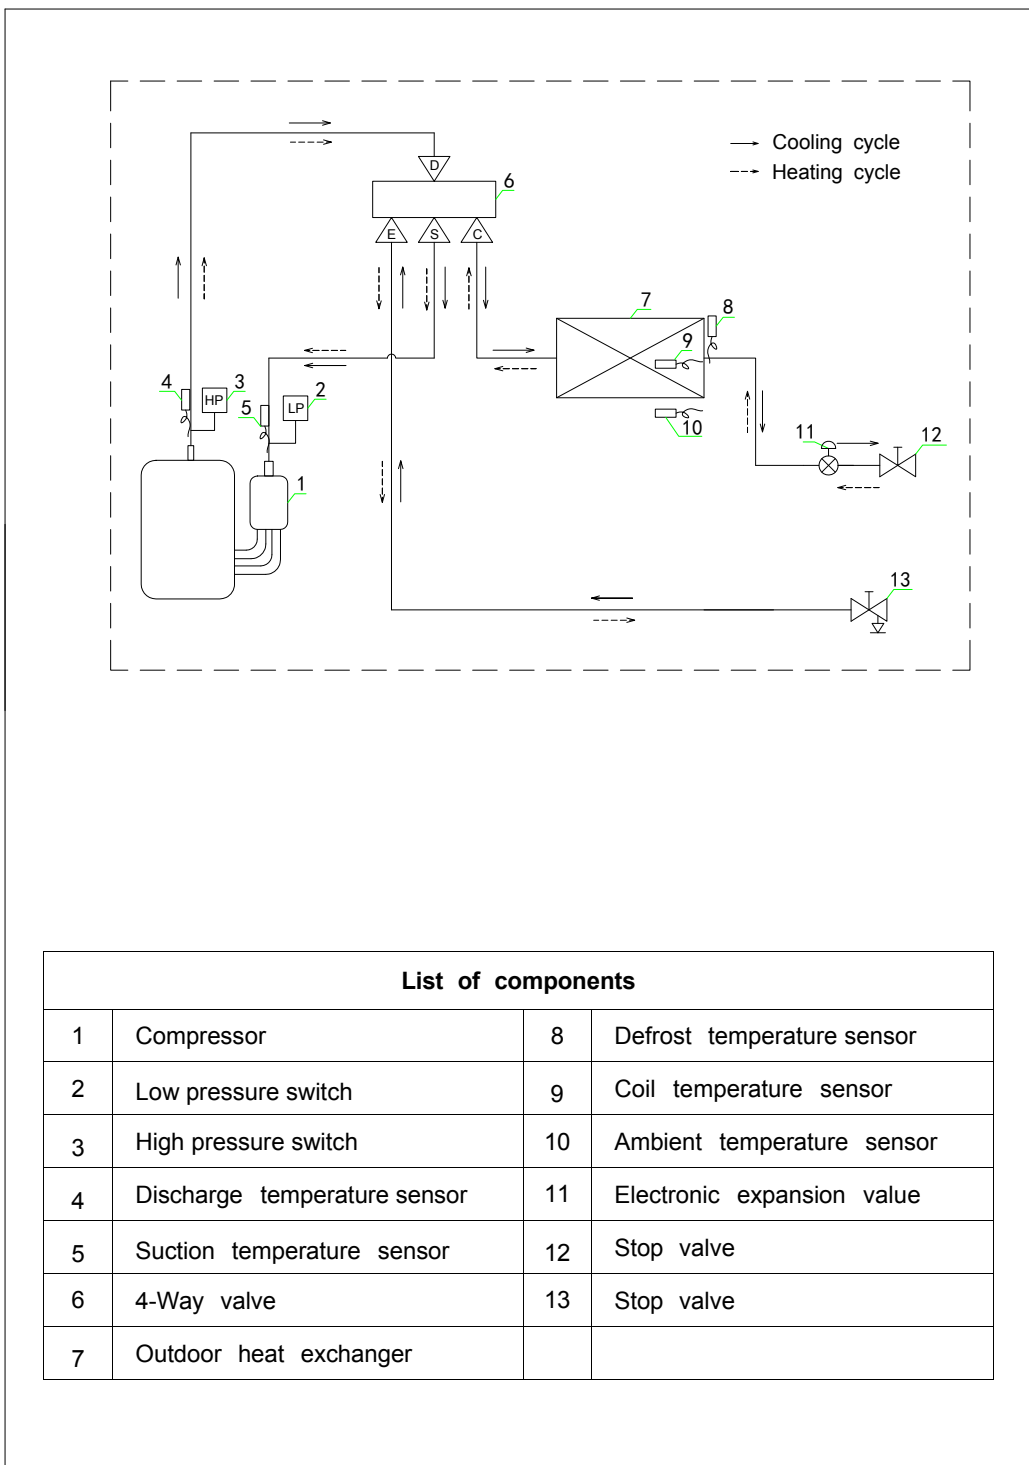 Cooling cycle
Heating cycle
D
6
E S C
7 8
9
4 HP 3
5 LP 2
10
11 12
1
13
List of components
1 Compressor 8 Defrost temperature sensor
2 Low pressure switch 9 Coil temperature sensor
3 High pressure switch 10 Ambient temperature sensor
4 Discharge temperature sensor 11 Electronic expansion value
5 Suction temperature sensor 12 Stop valve
6 4-Way valve 13 Stop valve
7 Outdoor heat exchanger